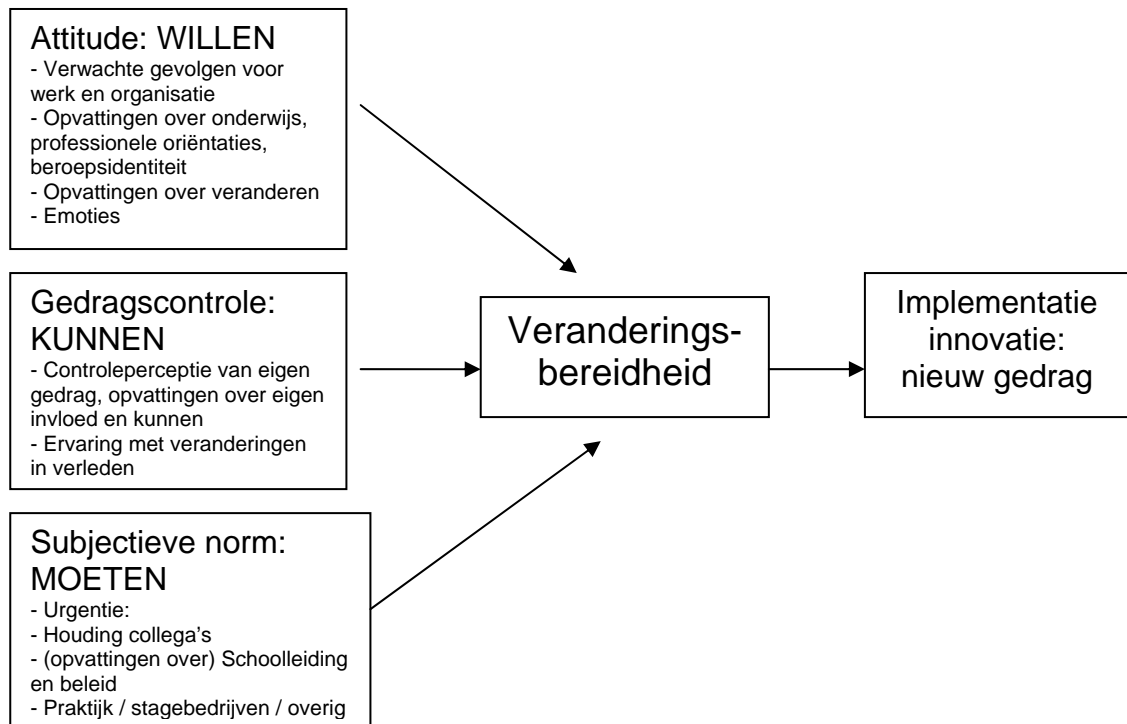 Attitude: WILLEN
- Verwachte gevolgen voor
werk en organisatie
- Opvattingen over onderwijs,
professionele oriëntaties,
beroepsidentiteit
- Opvattingen over veranderen
- Emoties
Gedragscontrole:
KUNNEN
- Controleperceptie van eigen
gedrag, opvattingen over eigen
invloed en kunnen
- Ervaring met veranderingen
in verleden
Subjectieve norm:
MOETEN
- Urgentie:
- Houding collega's
- (opvattingen over) Schoolleiding
en beleid
- Praktijk / stagebedrijven / overig
Veranderings-
bereidheid
Implementatie
innovatie:
nieuw gedrag